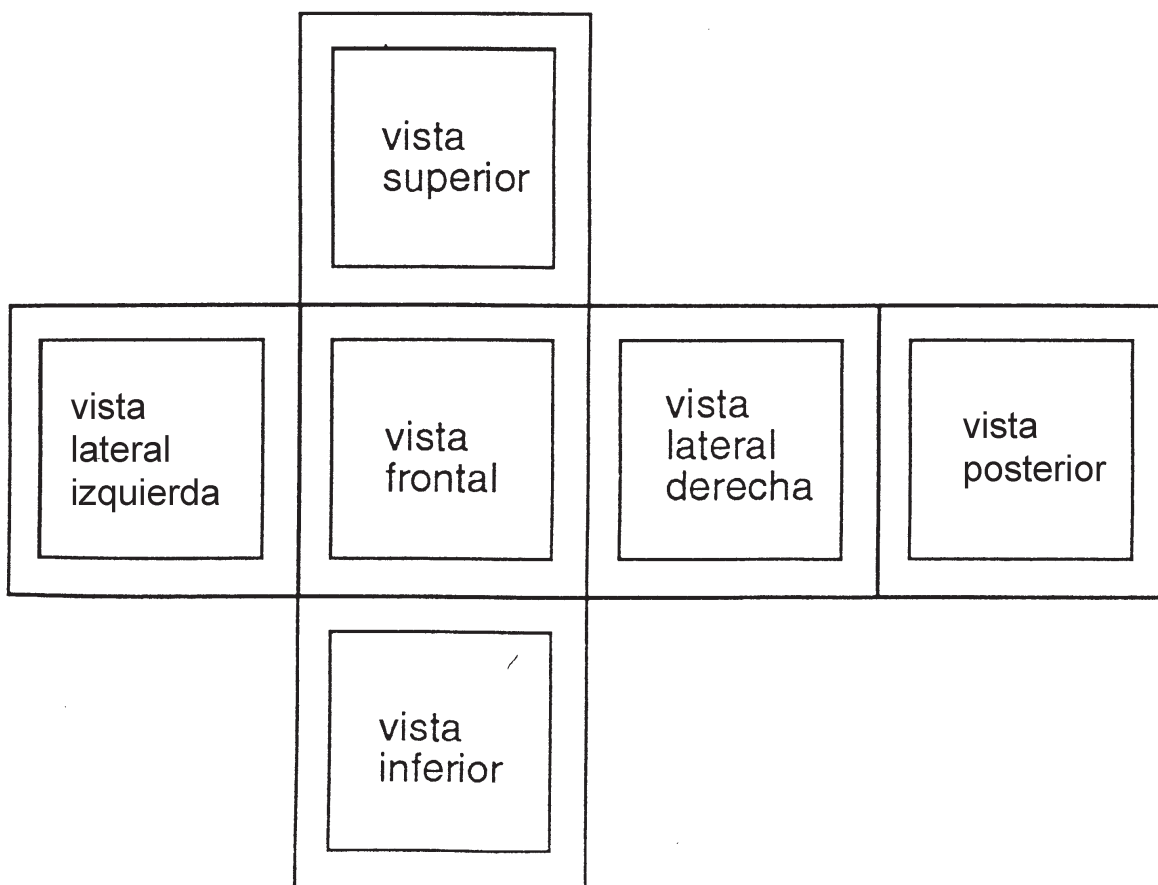 vista
superior
vista
lateral
izquierda
vista
frontal
vista
lateral
derecha
vista
posterior
vista
inferior